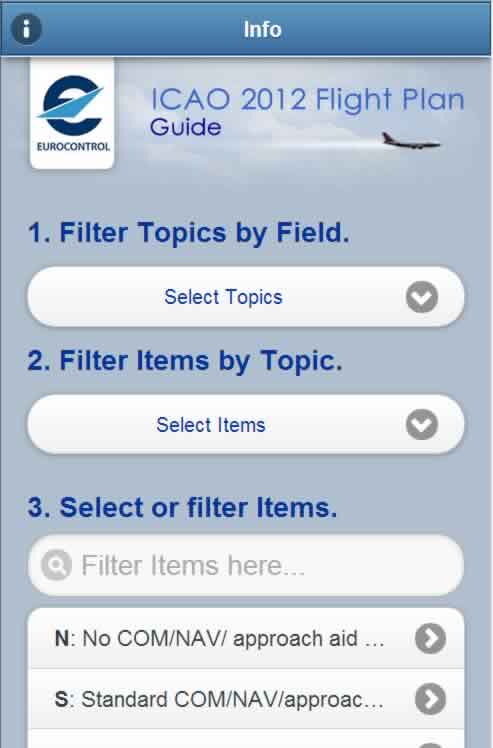 Info
EUROCONTROL
ICAO 2012 Flight Plan
Guide
1. Filter Topics by Field.
Select Topics
2. Filter Items by Topic.
Select Items
3. Select or filter Items.
Filter Items here...
N: No COM/NAV/ approach aid ...
S: Standard COM/NAV/approac...